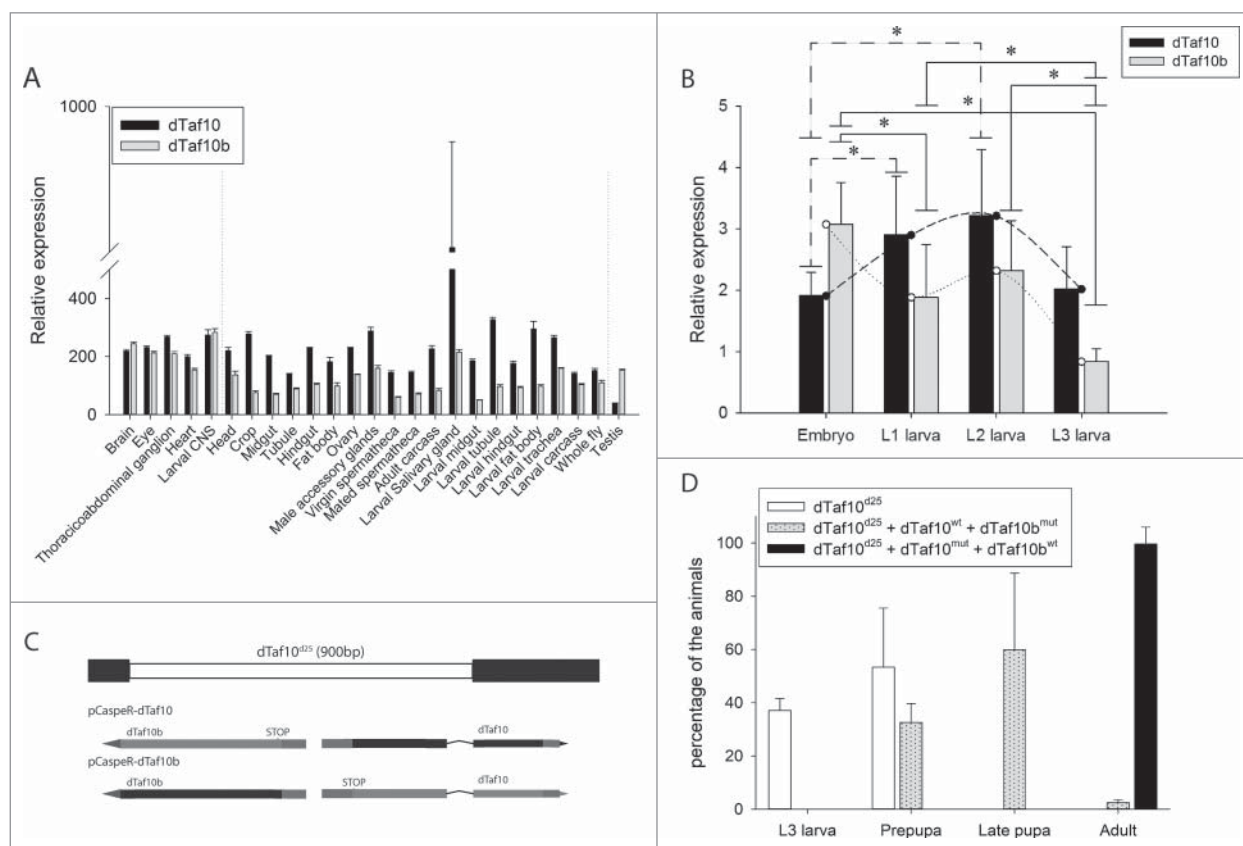 A
1000
dTaf10
dTaf10b
Relative expression
400
200
0
Brain
Eye
Thoracicoabdominal ganglion
Heart
Larval CNS
Head
Crop
Midgut
Tubule
Hindgut
Fat body
Ovary
Male accessory glands
Virgin spermatheca
Mated spermatheca
Adult carcass
Larval Salivary gland
Larval midgut
Larval tubule
Larval hindgut
Larval fat body
Larval trachea
Larval carcass
Whole fly
Testis
B
dTaf10
dTaf10b
* * * * * *
Relative expression
5
4
3
2
1
0
Embryo L1 larva L2 larva L3 larva
C
dTaf10d25 (900bp)
pCaspeR-dTaf10
dTaf10b STOP dTaf10
pCaspeR-dTaf10b
dTaf10b STOP dTaf10
D
dTaf10d25
dTaf10d25 + dTaf10wt + dTaf10bmut
dTaf10d25 + dTaf10mut + dTaf10bwt
percentage of the animals
100
80
60
40
20
0
L3 larva Prepupa Late pupa Adult